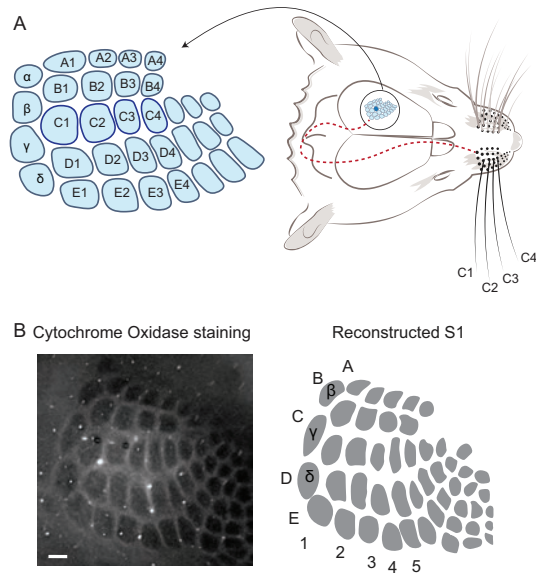 A
α A1 A2 A3 A4
β B1 B2 B3 B4
γ C1 C2 C3 C4
δ D1 D2 D3 D4
E1 E2 E3 E4
C1 C2 C3 C4
B Cytochrome Oxidase staining
Reconstructed S1
A
B β
C γ
D δ
E
1 2 3 4 5